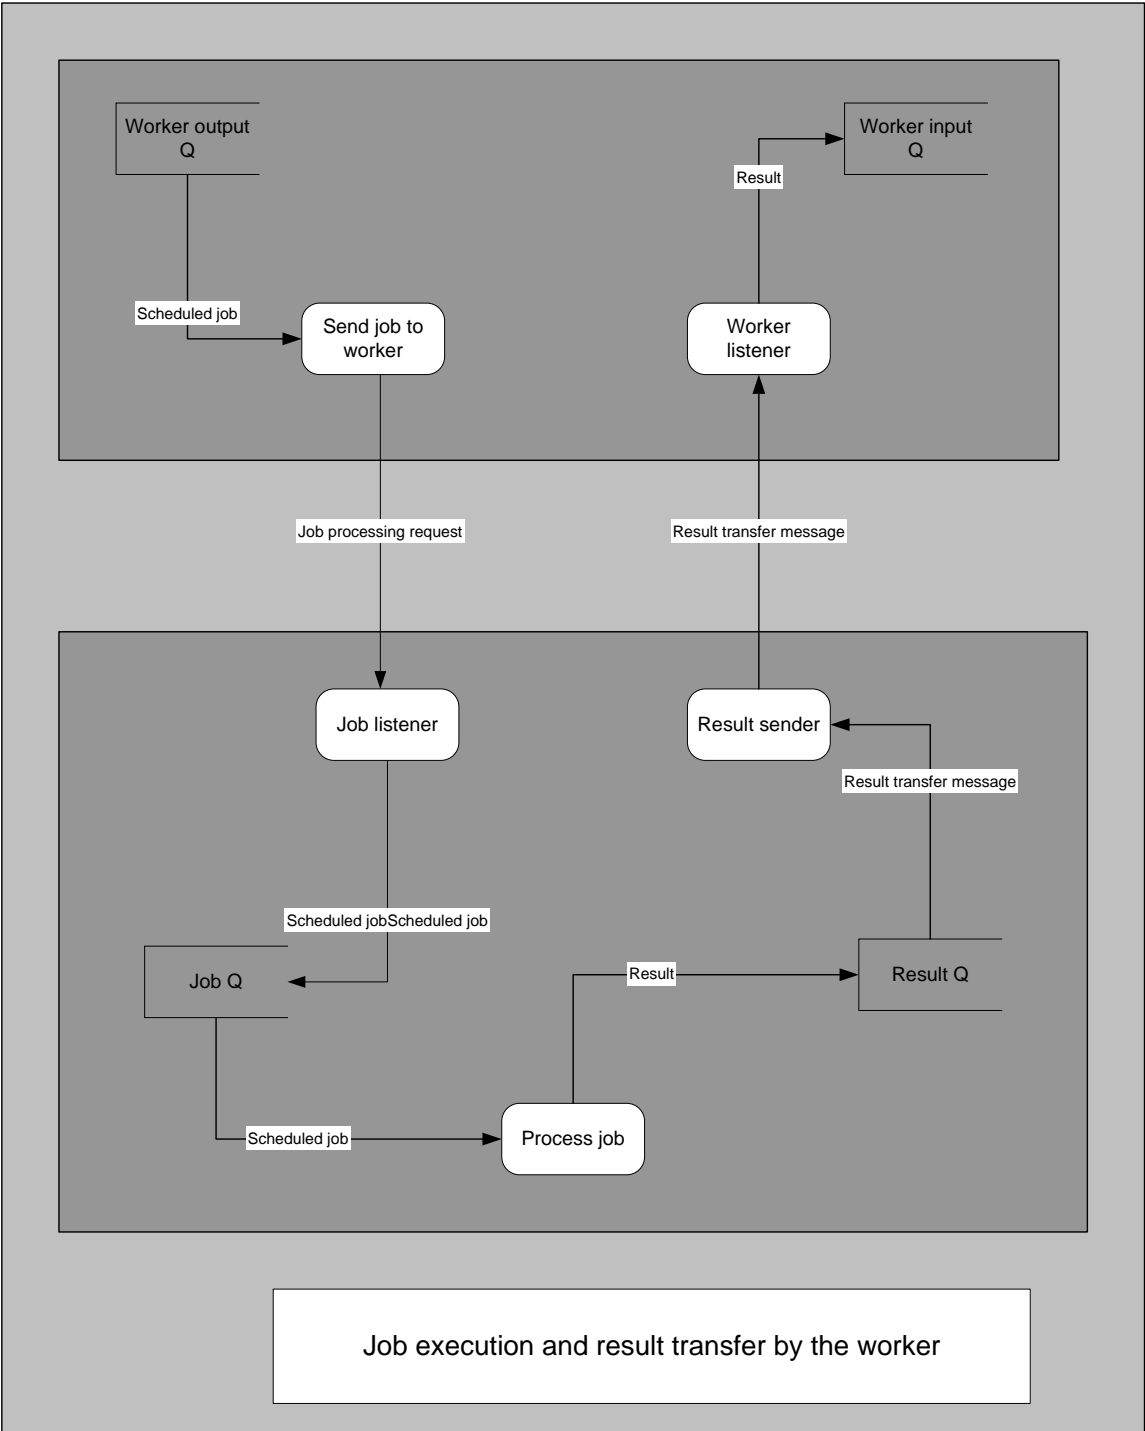 Worker output
Q
Worker input
Q
Result
Scheduled job
Send job to
worker
Worker
listener
Job processing request
Result transfer message
Job listener
Result sender
Result transfer message
Scheduled jobScheduled job
Job Q
Result
Result Q
Scheduled job
Process job
Job execution and result transfer by the worker